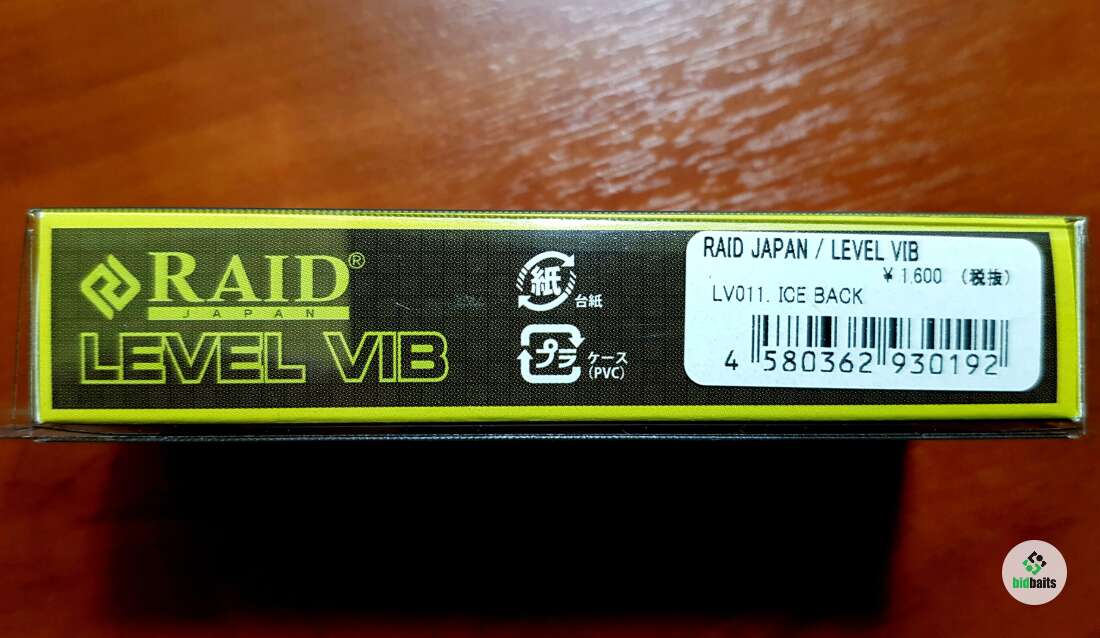 RAID®
JAPAN
LEVEL VIB
紙
台紙
プラ
ケース
(PVC)
RAID JAPAN / LEVEL VIB
¥ 1,600 (税抜)
LV011. ICE BACK
4 580362 930192
bidbaits